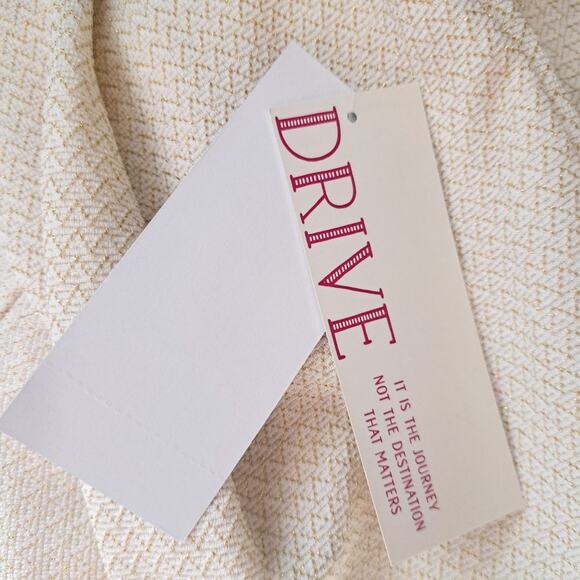 DRIVE
IT IS THE JOURNEY
NOT THE DESTINATION
THAT MATTERS